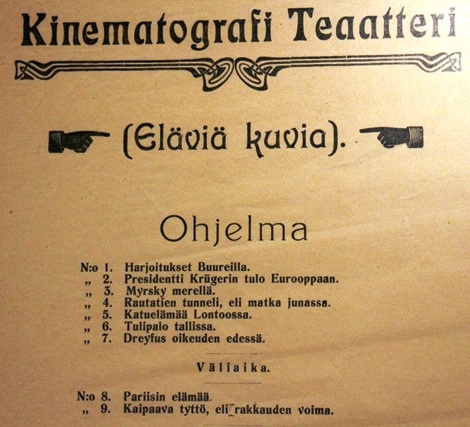 Kinematografi Teaatteri
(Eläviä kuvia).
Ohjelma
N:o 1. Harjoitukset Buureilla.
„ 2. Presidentti Krügerin tulo Eurooppaan.
„ 3. Myrsky merellä.
„ 4. Rautatien tunneli, eli matka junassa.
„ 5. Katuelämää Lontoossa.
„ 6. Tulipalo tallissa.
„ 7. Dreyfus oikeuden edessä.
Väliaika.
N:o 8. Pariisin elämää.
„ 9. Kaipaava tyttö, eli rakkauden voima.